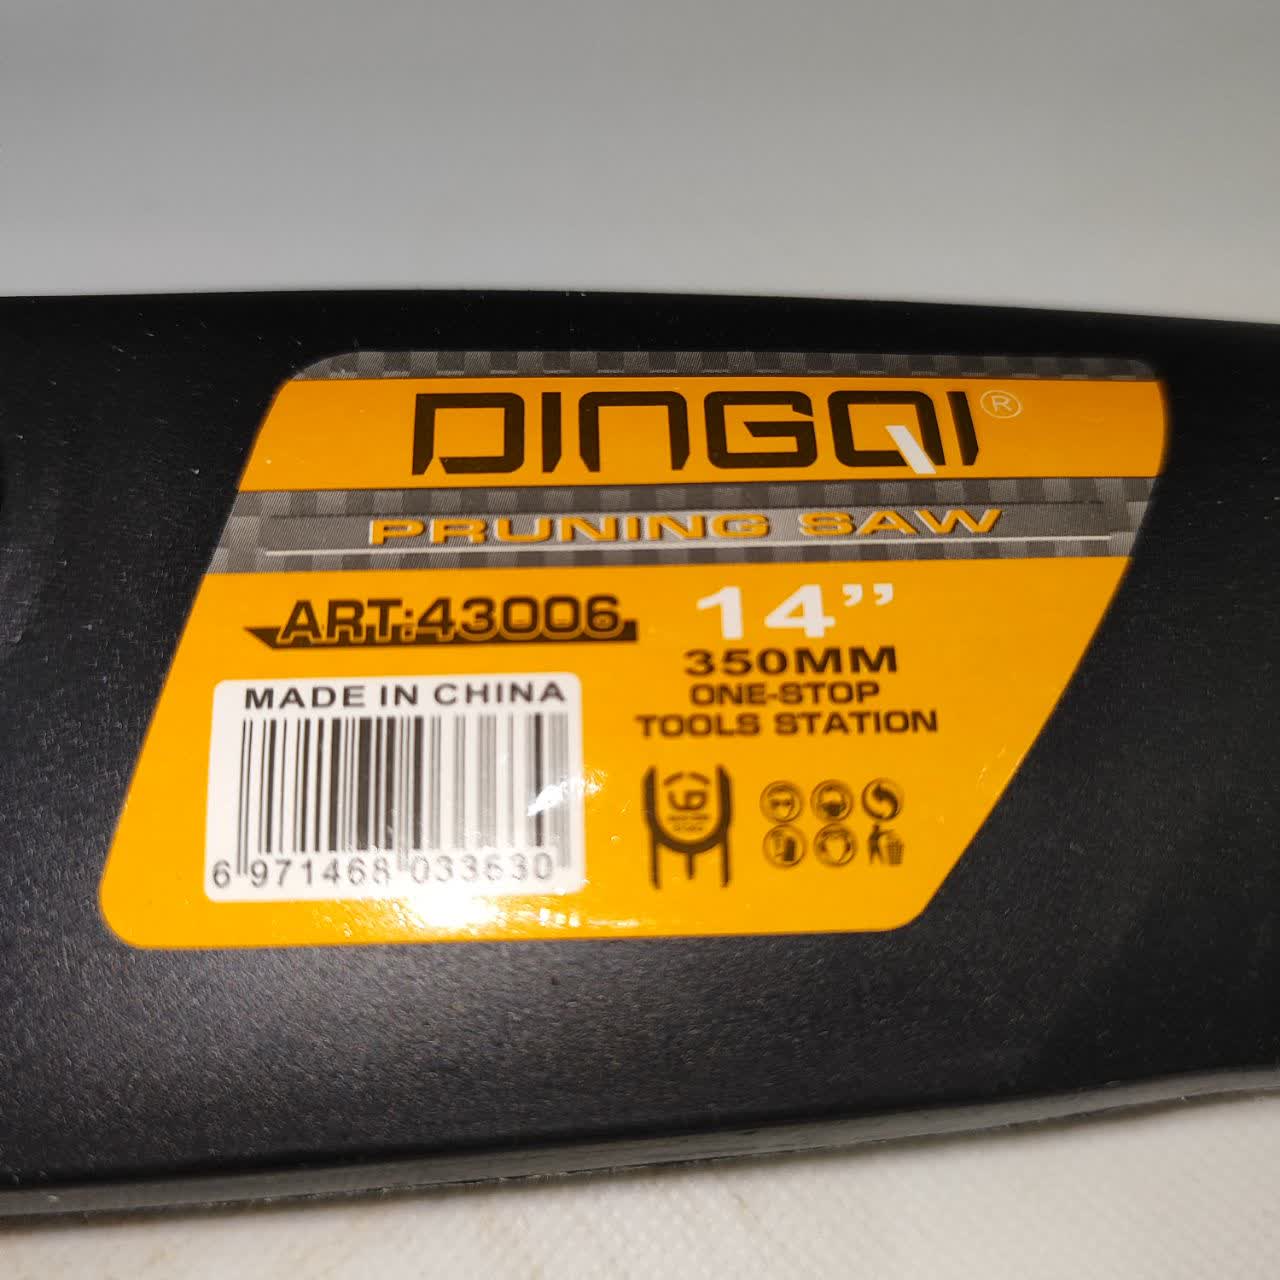 DINGQI®
PRUNING SAW
ART:43006
14’’
350MM
ONE-STOP
TOOLS STATION
MADE IN CHINA
6 971468 033630